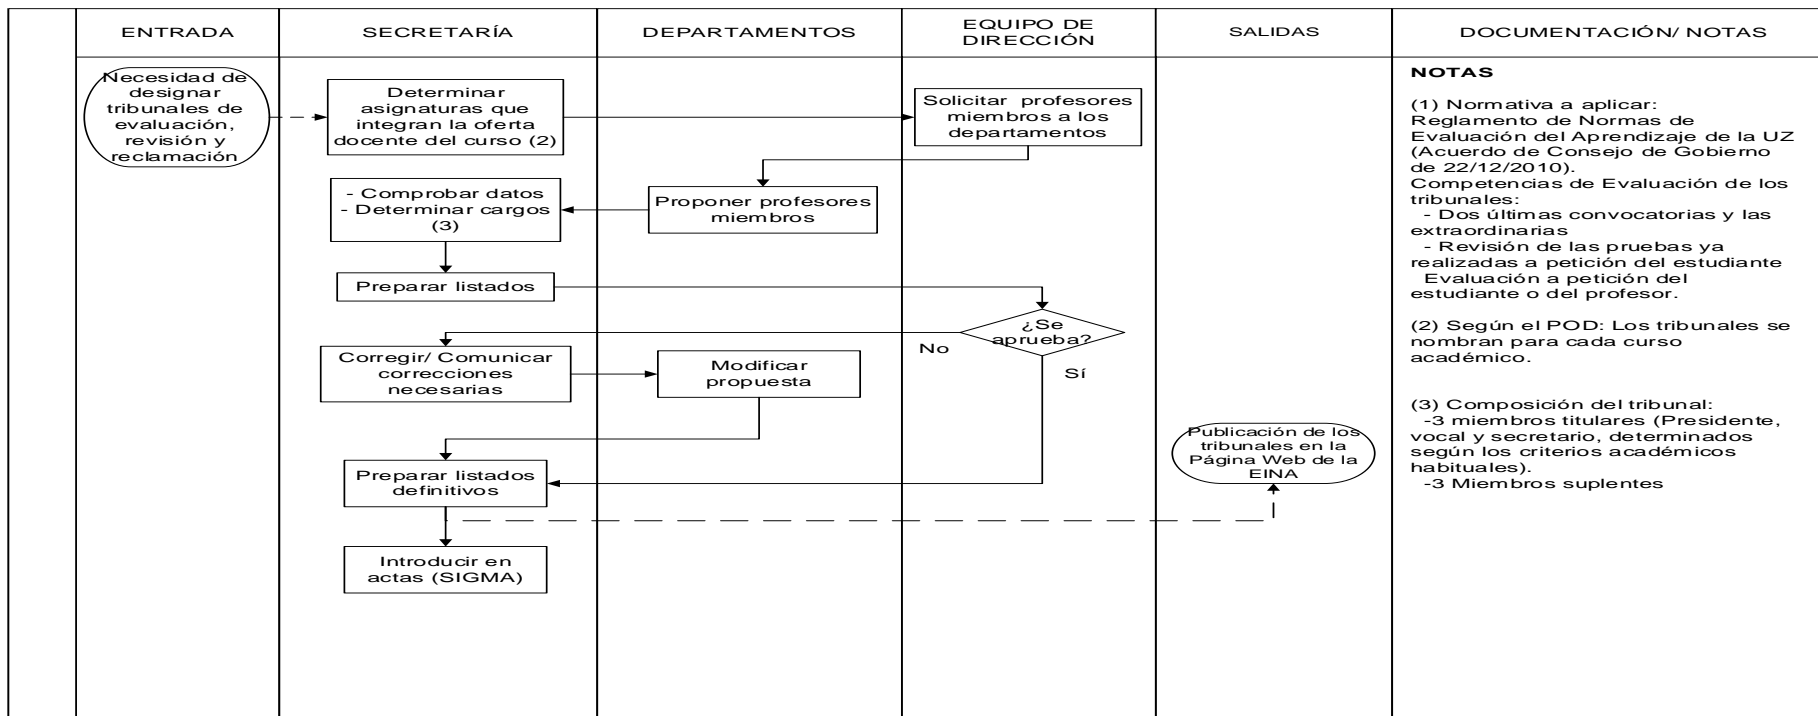 ENTRADA
SECRETARÍA
DEPARTAMENTOS
EQUIPO DE
DIRECCIÓN
SALIDAS
DOCUMENTACIÓN/ NOTAS
Necesidad de
designar
tribunales de
evaluación,
revisión y
reclamación
Determinar
asignaturas que
integran la oferta
docente del curso (2)
Solicitar profesores
miembros a los
departamentos
- Comprobar datos
- Determinar cargos
(3)
Proponer profesores
miembros
Preparar listados
¿Se
aprueba?
No
Sí
Corregir/ Comunicar
correcciones
necesarias
Modificar
propuesta
Preparar listados
definitivos
Publicación de los
tribunales en la
Página Web de la
EINA
Introducir en
actas (SIGMA)
NOTAS
(1) Normativa a aplicar:
Reglamento de Normas de
Evaluación del Aprendizaje de la UZ
(Acuerdo de Consejo de Gobierno
de 22/12/2010).
Competencias de Evaluación de los
tribunales:
- Dos últimas convocatorias y las
extraordinarias
- Revisión de las pruebas ya
realizadas a petición del estudiante
Evaluación a petición del
estudiante o del profesor.
(2) Según el POD: Los tribunales se
nombran para cada curso
académico.
(3) Composición del tribunal:
-3 miembros titulares (Presidente,
vocal y secretario, determinados
según los criterios académicos
habituales).
-3 Miembros suplentes